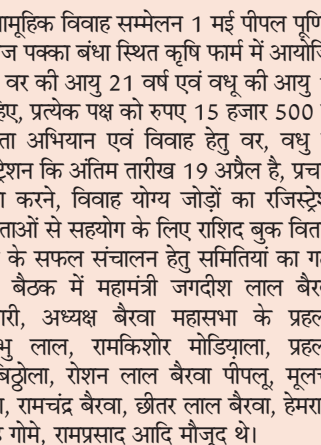 ामूहिक विवाह सम्मेलन 1 मई पीपल पूणि
ज पक्का बंधा स्थित कृषि फार्म में आयोजि
वर की आयु 21 वर्ष एवं वधू की आयु
हिए, प्रत्येक पक्ष को रुपए 15 हजार 500
ता अभियान एवं विवाह हेतु वर, वधु
ट्रेशन कि अंतिम तारीख 19 अप्रैल है, प्रचा
ा करने, विवाह योग्य जोड़ों का रजिस्ट्रेश
ताओं से सहयोग के लिए राशिद बुक विता
के सफल संचालन हेतु समितियां का ग
बैठक में महामंत्री जगदीश लाल बैर
ारी, अध्यक्ष बैरवा महासभा के प्रहल
भु लाल, रामकिशोर मोडिय़ाला, प्रहल
बिठ्ठोला, रोशन लाल बैरवा पीपलू, मूलच
ा, रामचंद्र बैरवा, छीतर लाल बैरवा, हेमरा
गोमे, रामप्रसाद आदि मौजूद थे।